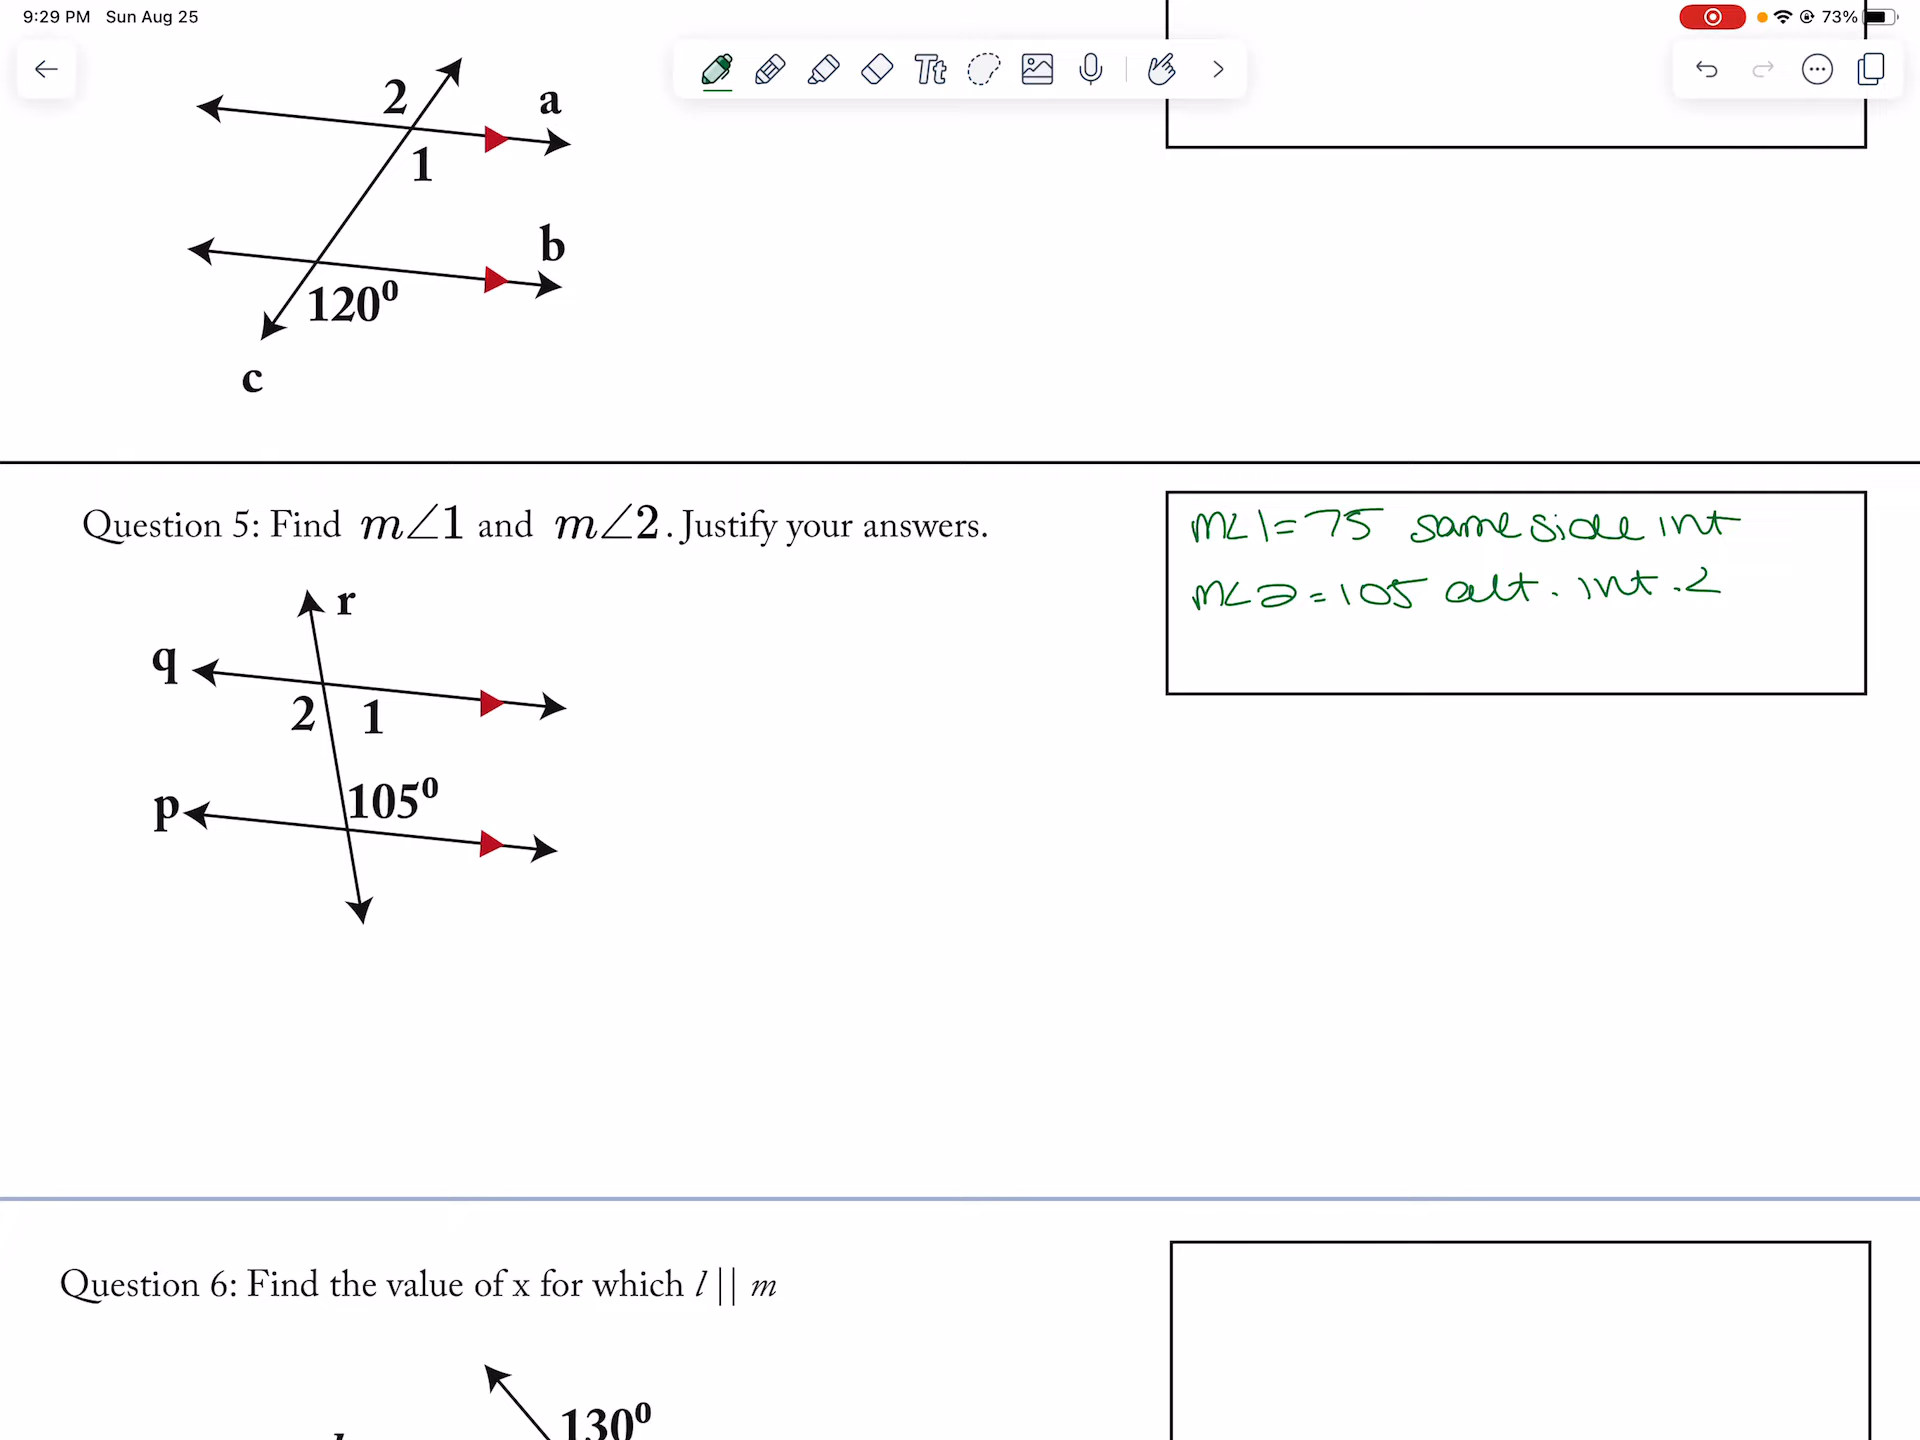 9:29 PM Sun Aug 25
73%
Tt
2
a
1
b
120⁰
c
Question 5: Find m∠1 and m∠2. Justify your answers.
m∠1=75 same side int
m∠2=105 alt. int. ∠
r
q
2 1
105⁰
p
Question 6: Find the value of x for which l || m
130⁰